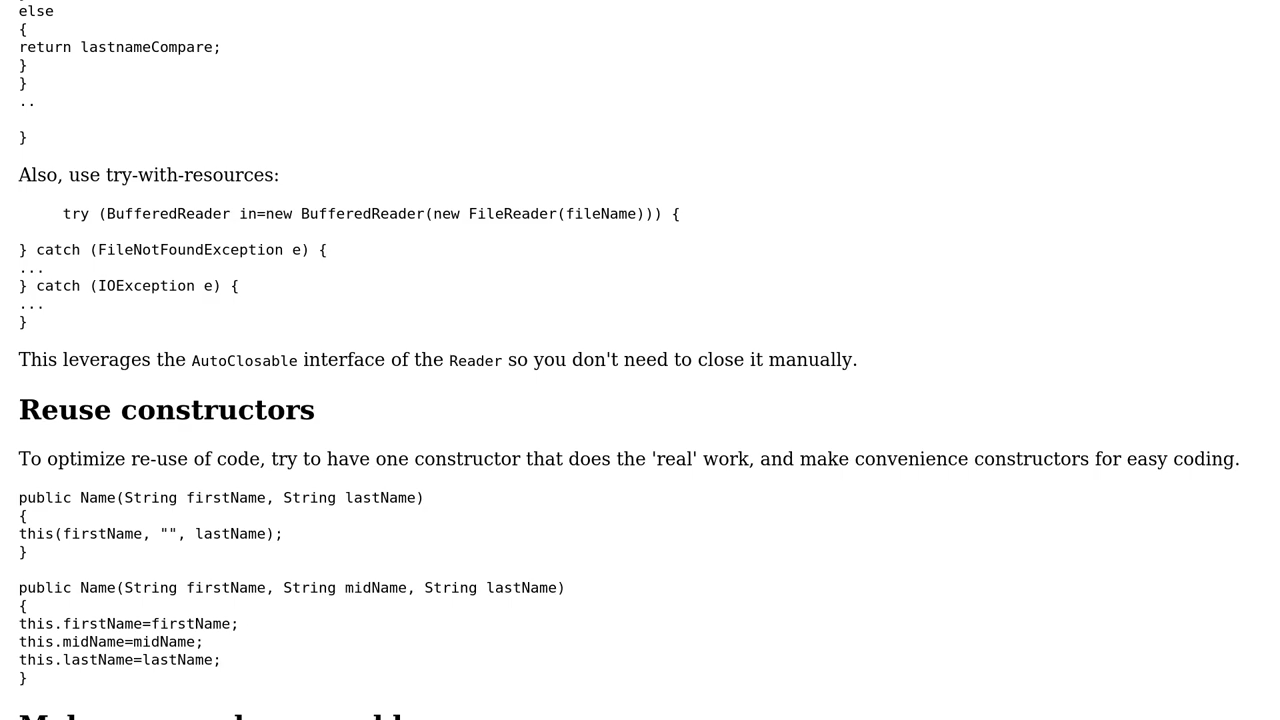 else
{
return lastnameCompare;
}
}
..
}
Also, use try-with-resources:
try (BufferedReader in=new BufferedReader(new FileReader(fileName))) {
} catch (FileNotFoundException e) {
...
} catch (IOException e) {
...
}
This leverages the AutoClosable interface of the Reader so you don't need to close it manually.
Reuse constructors
To optimize re-use of code, try to have one constructor that does the 'real' work, and make convenience constructors for easy coding.
public Name(String firstName, String lastName)
{
this(firstName, "", lastName);
}
public Name(String firstName, String midName, String lastName)
{
this.firstName=firstName;
this.midName=midName;
this.lastName=lastName;
}